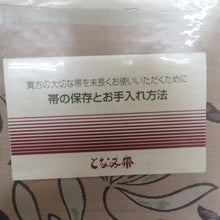 貴方の大切な帯を末長くお使いいただくために
帯の保存とお手入れ方法
となみ帯